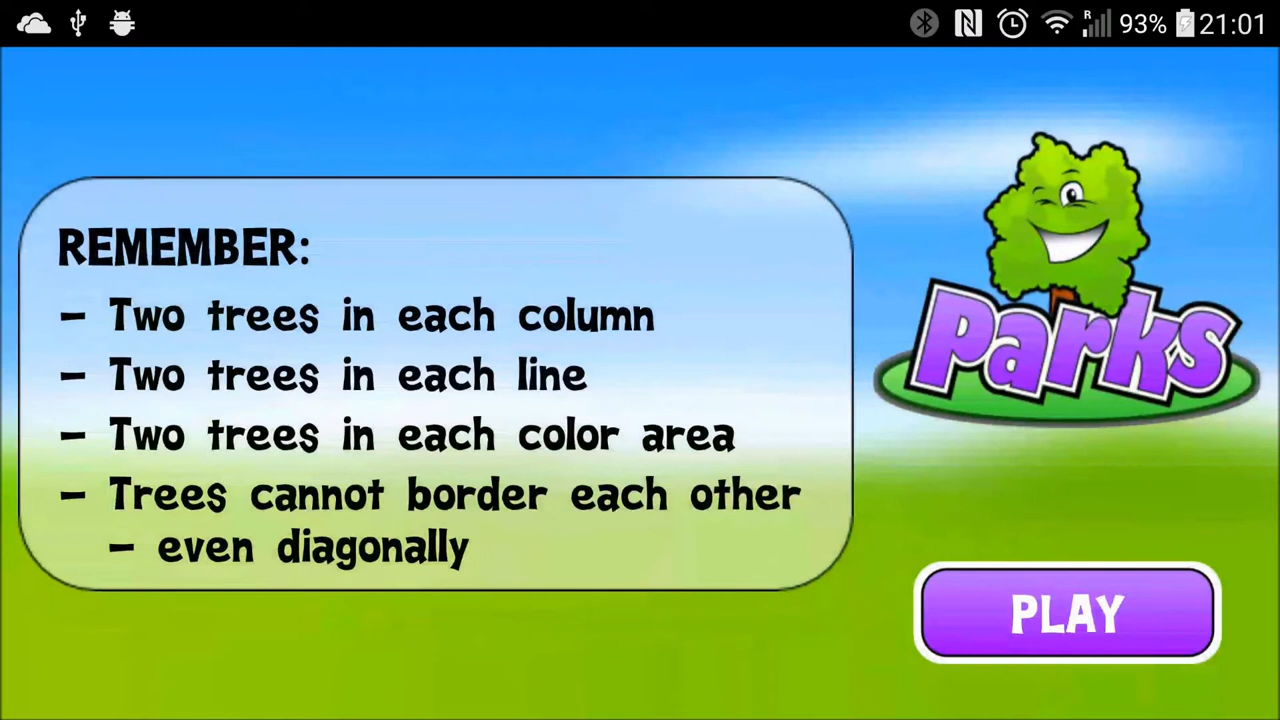 R 93% 21:01
REMEMBER:
- Two trees in each column
- Two trees in each line
- Two trees in each color area
- Trees cannot border each other
- even diagonally
Parks
PLAY